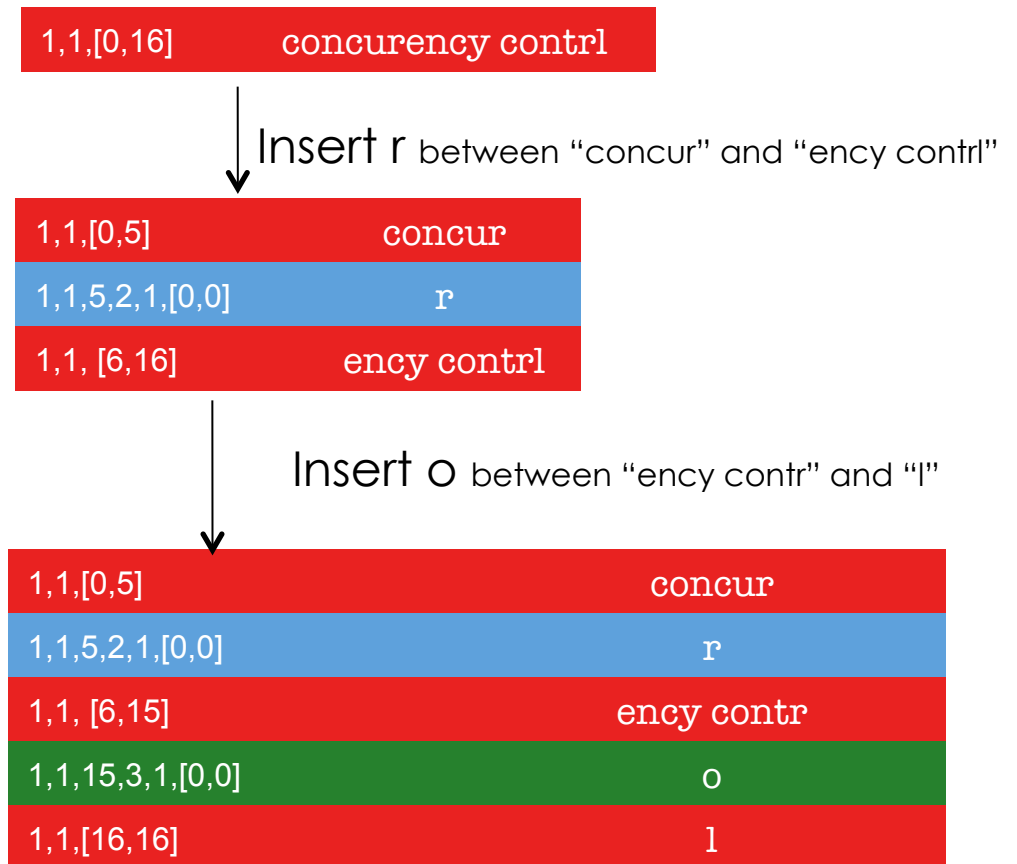 1,1,[0,16] concurency contrl
Insert r between “concur” and “ency contrl”
1,1,[0,5] concur
1,1,5,2,1,[0,0] r
1,1, [6,16] ency contrl
Insert o between “ency contr” and “l”
1,1,[0,5] concur
1,1,5,2,1,[0,0] r
1,1, [6,15] ency contr
1,1,15,3,1,[0,0] o
1,1,[16,16] l